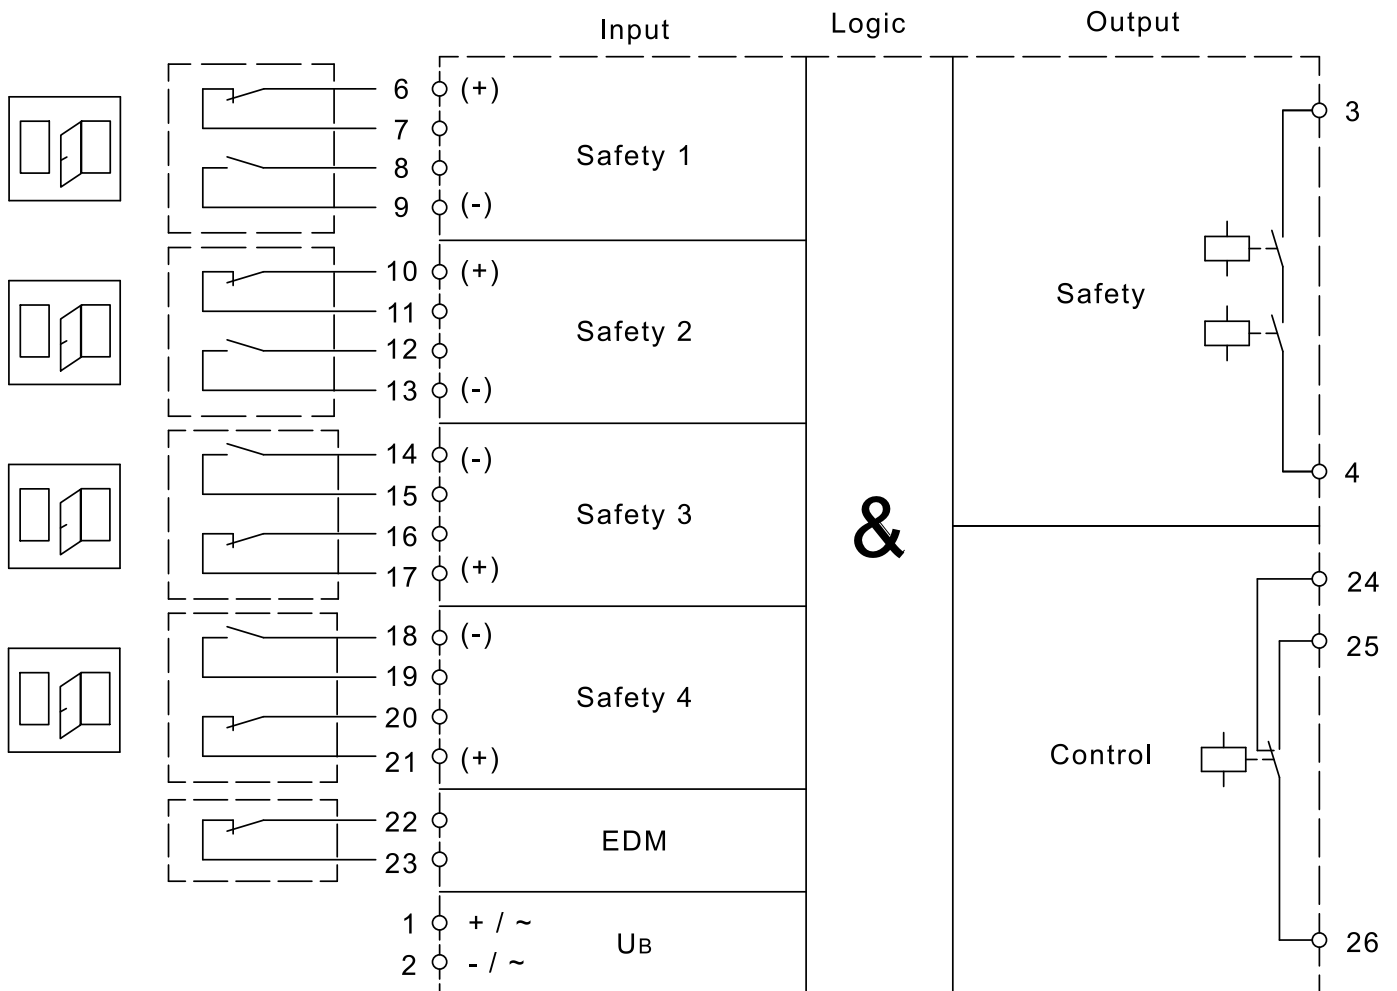 Input Logic Output
6 (+)
7
Safety 1
8
9 (-)
10 (+)
11
Safety 2
12
13 (-)
14 (-)
15
Safety 3
16
17 (+)
18 (-)
19
Safety 4
20
21 (+)
22
EDM
23
1 + / ~
UB
2 - / ~
&
3
Safety
4
24
25
Control
26